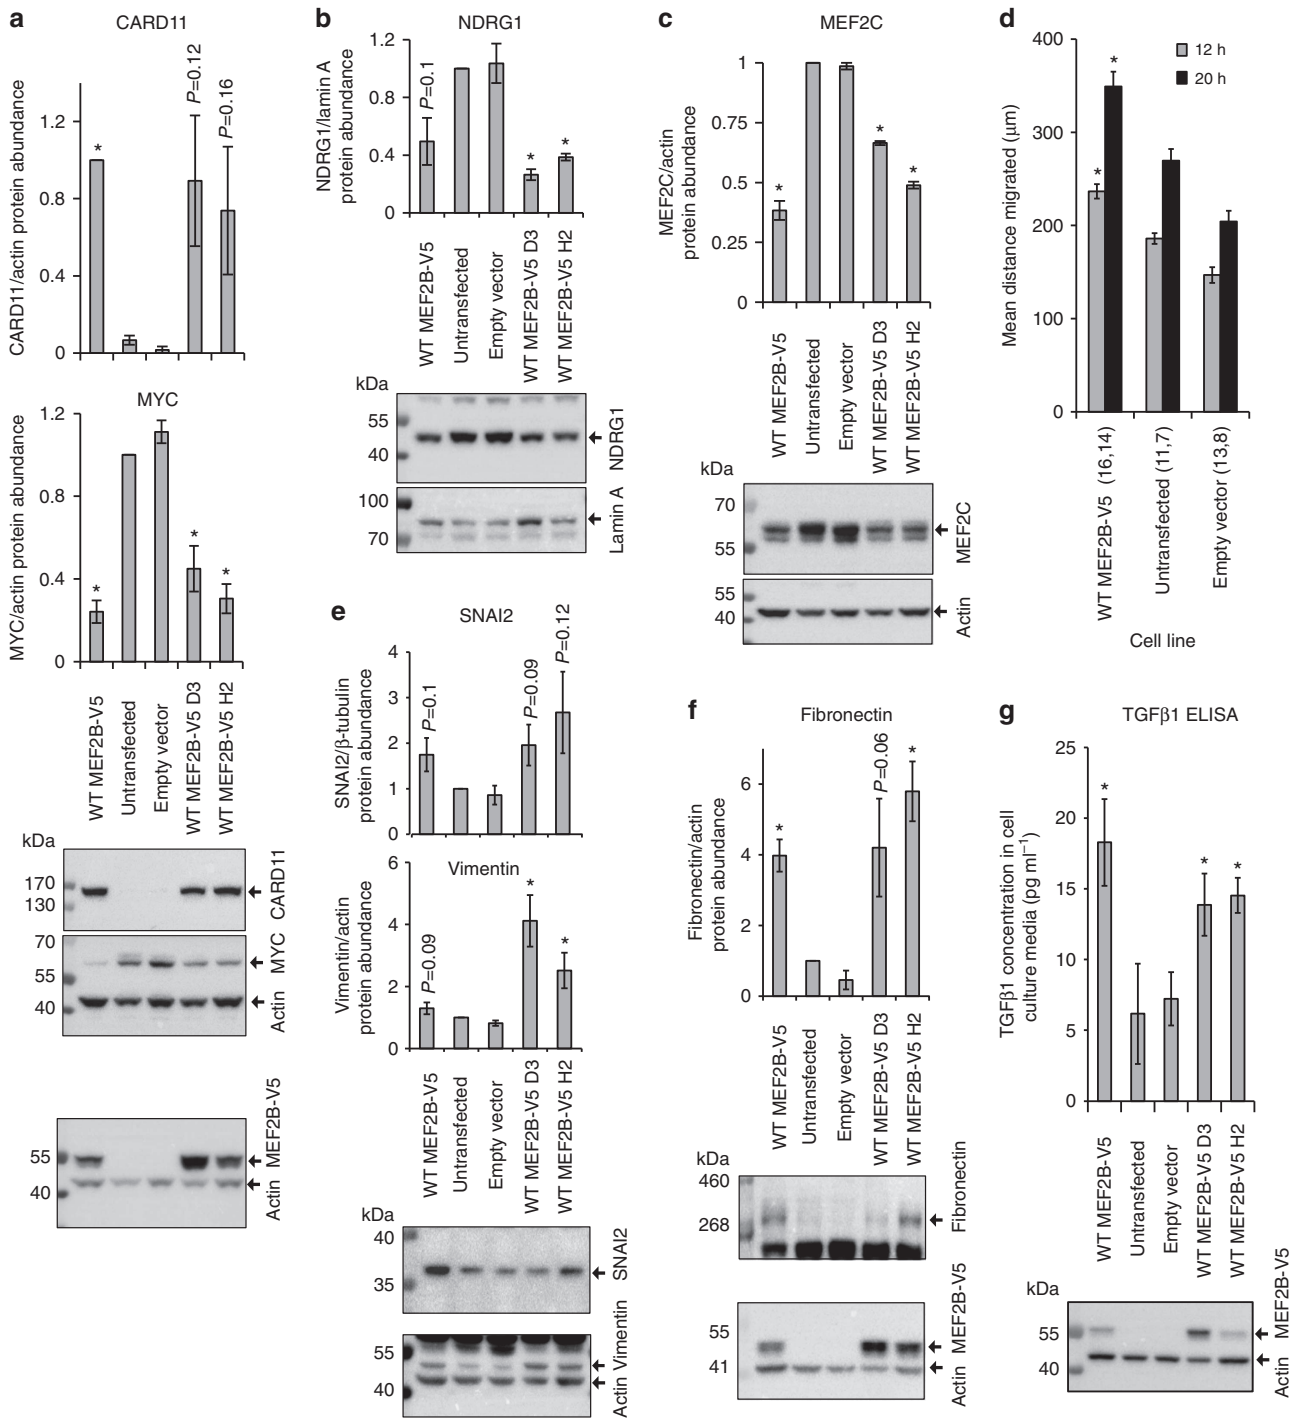 a
CARD11
CARD11/actin protein abundance
1.2
0.8
0.4
0
*
P=0.12
P=0.16
MYC
MYC/actin protein abundance
1.2
0.8
0.4
0
*
*
*
WT MEF2B-V5
Untransfected
Empty vector
WT MEF2B-V5 D3
WT MEF2B-V5 H2
kDa
170
130
CARD11
70
55
40
MYC
Actin
55
40
MEF2B-V5
Actin
b
NDRG1
NDRG1/lamin A
protein abundance
1.2
0.8
0.4
0
P=0.1
*
*
WT MEF2B-V5
Untransfected
Empty vector
WT MEF2B-V5 D3
WT MEF2B-V5 H2
kDa
55
40
NDRG1
100
70
Lamin A
c
MEF2C
MEF2C/actin
protein abundance
1
0.75
0.5
0.25
0
*
*
*
WT MEF2B-V5
Untransfected
Empty vector
WT MEF2B-V5 D3
WT MEF2B-V5 H2
kDa
70
55
MEF2C
55
40
Actin
d
Mean distance migrated (μm)
400
300
200
100
0
12 h
20 h
*
*
WT MEF2B-V5 (16,14)
Untransfected (11,7)
Empty vector (13,8)
Cell line
e
SNAI2
SNAI2/β-tubulin
protein abundance
4
3
2
1
0
P=0.1
P=0.09
P=0.12
Vimentin
Vimentin/actin
protein abundance
6
4
2
0
P=0.09
*
*
WT MEF2B-V5
Untransfected
Empty vector
WT MEF2B-V5 D3
WT MEF2B-V5 H2
kDa
40
35
SNAI2
55
40
Vimentin
Actin
f
Fibronectin
Fibronectin/actin
protein abundance
6
4
2
0
*
P=0.06
*
WT MEF2B-V5
Untransfected
Empty vector
WT MEF2B-V5 D3
WT MEF2B-V5 H2
kDa
460
268
Fibronectin
55
41
MEF2B-V5
Actin
g
TGFβ1 ELISA
TGFβ1 concentration in cell
culture media (pg ml⁻¹)
25
20
15
10
5
0
*
*
*
WT MEF2B-V5
Untransfected
Empty vector
WT MEF2B-V5 D3
WT MEF2B-V5 H2
kDa
55
40
MEF2B-V5
Actin